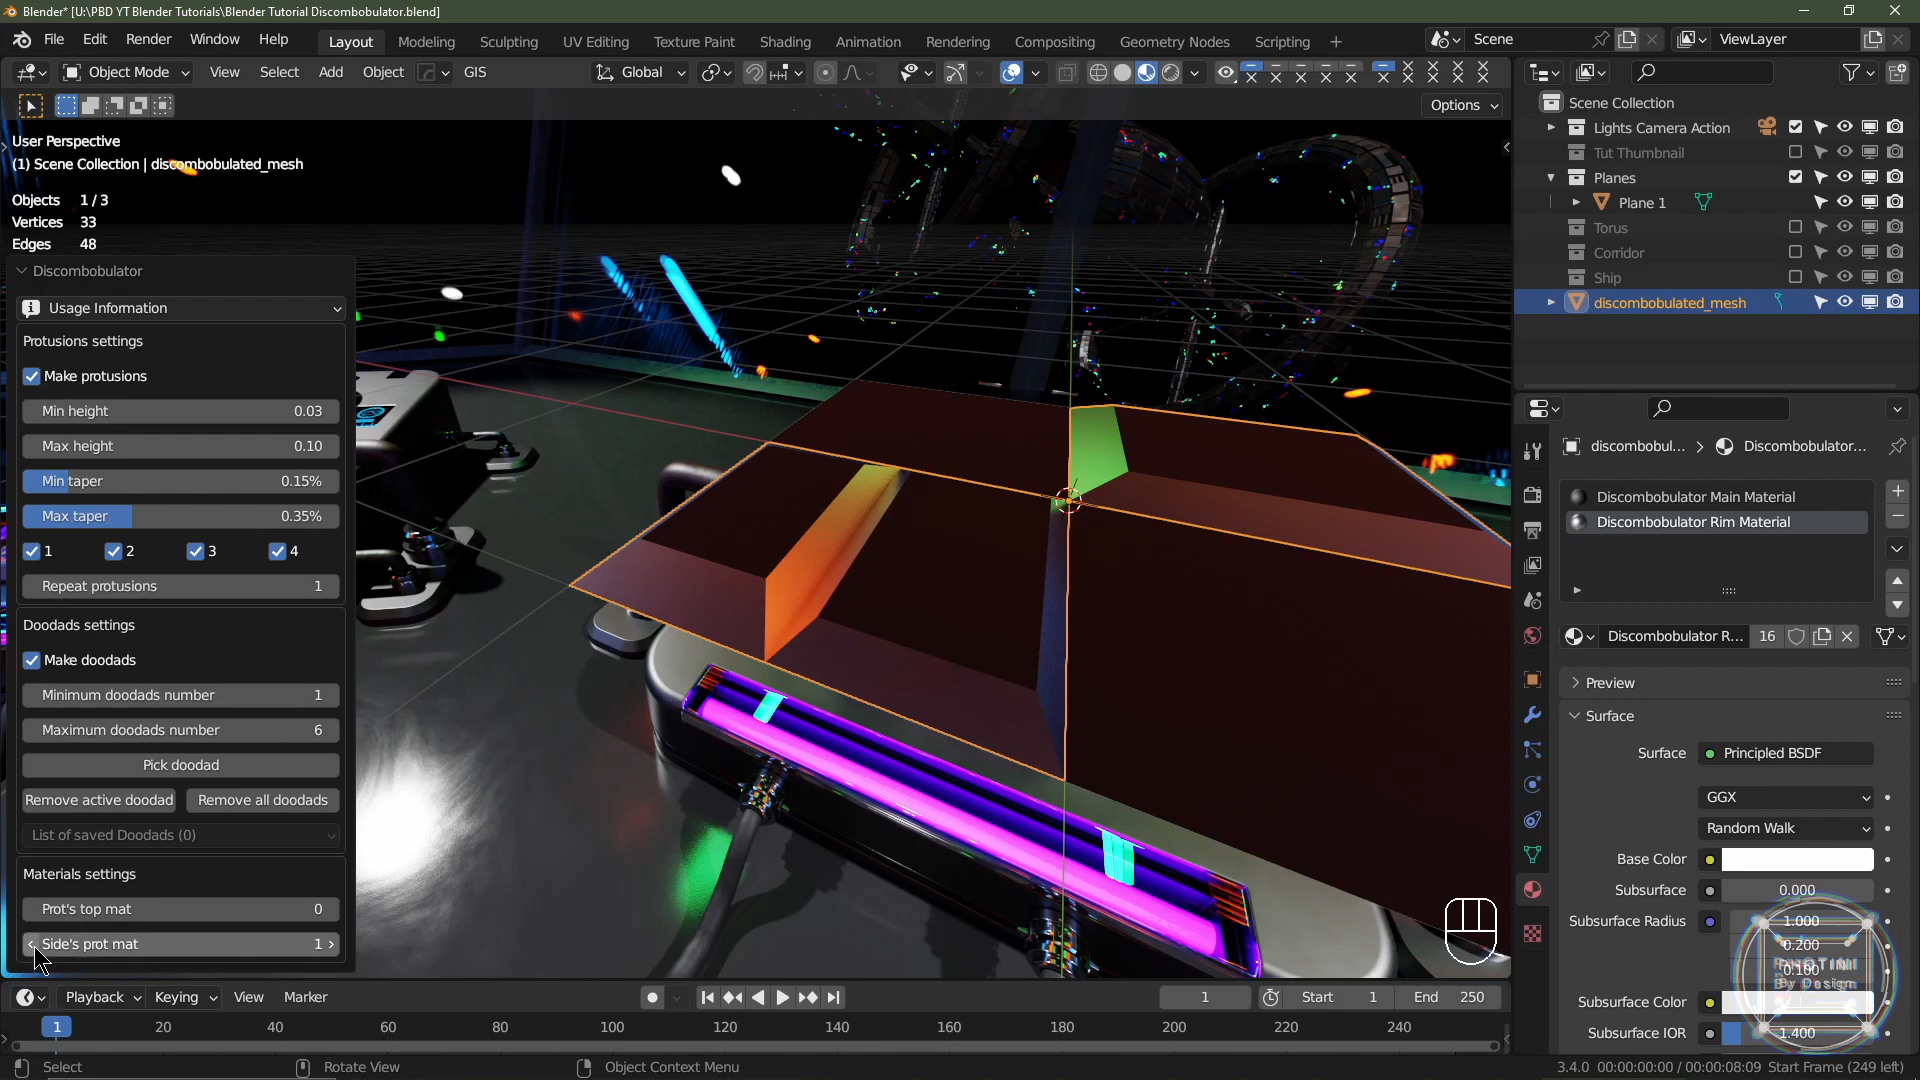 Blender* [U:\PBD YT Blender Tutorials\Blender Tutorial Discombobulator.blend]
File Edit Render Window Help
Layout Modeling Sculpting UV Editing Texture Paint Shading Animation Rendering Compositing Geometry Nodes Scripting +
Scene
ViewLayer
Object Mode View Select Add Object GIS
Global
Options
User Perspective
(1) Scene Collection | discombobulated_mesh
Objects 1 / 3
Vertices 33
Edges 48
Discombobulator
Usage Information
Protusions settings
Make protusions
Min height 0.03
Max height 0.10
Min taper 0.15%
Max taper 0.35%
1 2 3 4
Repeat protusions 1
Doodads settings
Make doodads
Minimum doodads number 1
Maximum doodads number 6
Pick doodad
Remove active doodad Remove all doodads
List of saved Doodads (0)
Materials settings
Prot's top mat 0
Side's prot mat 1
Scene Collection
Lights Camera Action
Tut Thumbnail
Planes
Plane 1
Torus
Corridor
Ship
discombobulated_mesh
discombobul... > Discombobulator...
Discombobulator Main Material
Discombobulator Rim Material
Discombobulator R... 16
Preview
Surface
Surface Principled BSDF
GGX
Random Walk
Base Color
Subsurface 0.000
Subsurface Radius 1.000
0.200
0.100
By Design
Subsurface Color
Subsurface IOR 1.400
Playback Keying View Marker
1 Start 1 End 250
1 20 40 60 80 100 120 140 160 180 200 220 240
Select Rotate View Object Context Menu
3.4.0 00:00:00:00 / 00:00:08:09 Start Frame (249 left)